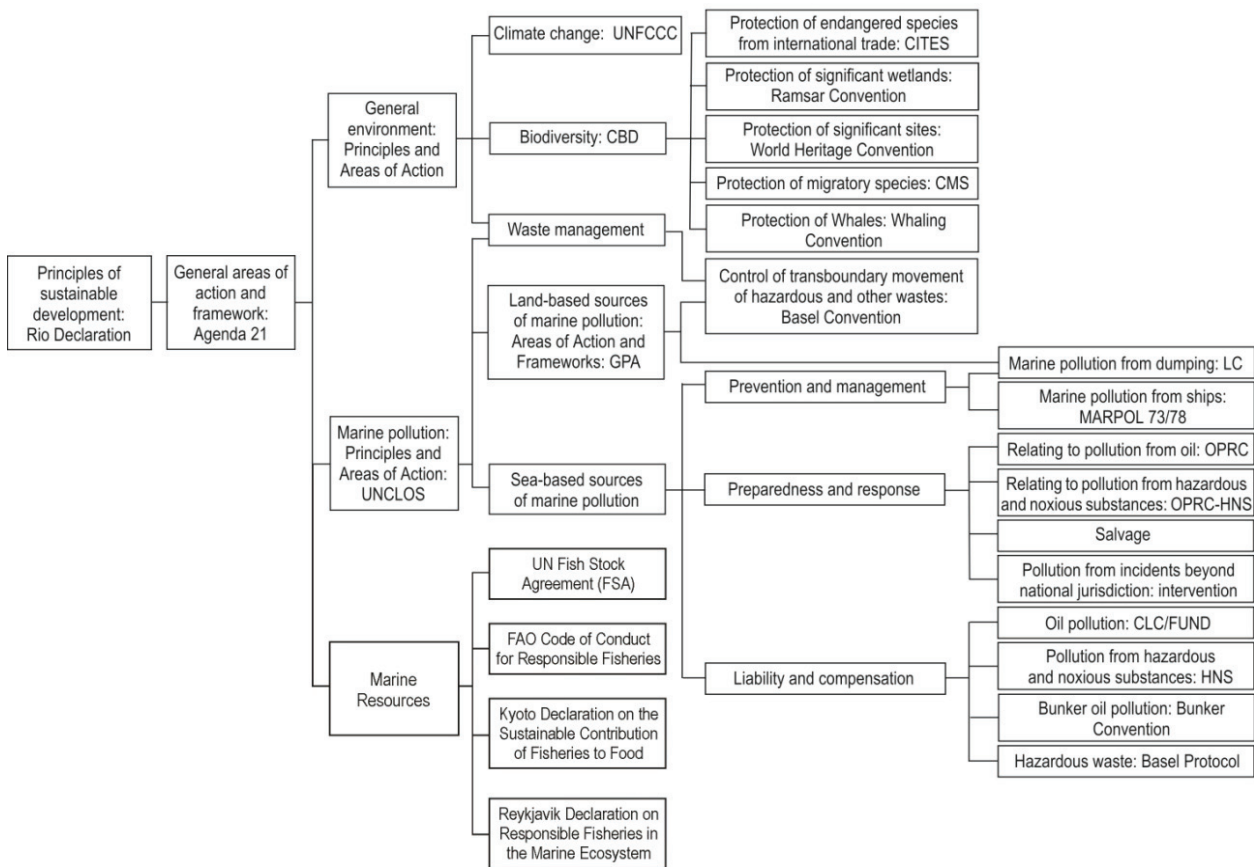 Principles of
sustainable
development:
Rio Declaration
General areas of
action and
framework:
Agenda 21
General
environment:
Principles and
Areas of Action
Marine pollution:
Principles and
Areas of Action:
UNCLOS
Marine
Resources
Climate change: UNFCCC
Biodiversity: CBD
Waste management
Land-based sources
of marine pollution:
Areas of Action and
Frameworks: GPA
Sea-based sources
of marine pollution
UN Fish Stock
Agreement (FSA)
FAO Code of Conduct
for Responsible Fisheries
Kyoto Declaration on the
Sustainable Contribution
of Fisheries to Food
Reykjavik Declaration on
Responsible Fisheries in
the Marine Ecosystem
Protection of endangered species
from international trade: CITES
Protection of significant wetlands:
Ramsar Convention
Protection of significant sites:
World Heritage Convention
Protection of migratory species: CMS
Protection of Whales: Whaling
Convention
Control of transboundary movement
of hazardous and other wastes:
Basel Convention
Prevention and management
Preparedness and response
Liability and compensation
Marine pollution from dumping: LC
Marine pollution from ships:
MARPOL 73/78
Relating to pollution from oil: OPRC
Relating to pollution from hazardous
and noxious substances: OPRC-HNS
Salvage
Pollution from incidents beyond
national jurisdiction: intervention
Oil pollution: CLC/FUND
Pollution from hazardous
and noxious substances: HNS
Bunker oil pollution: Bunker
Convention
Hazardous waste: Basel Protocol